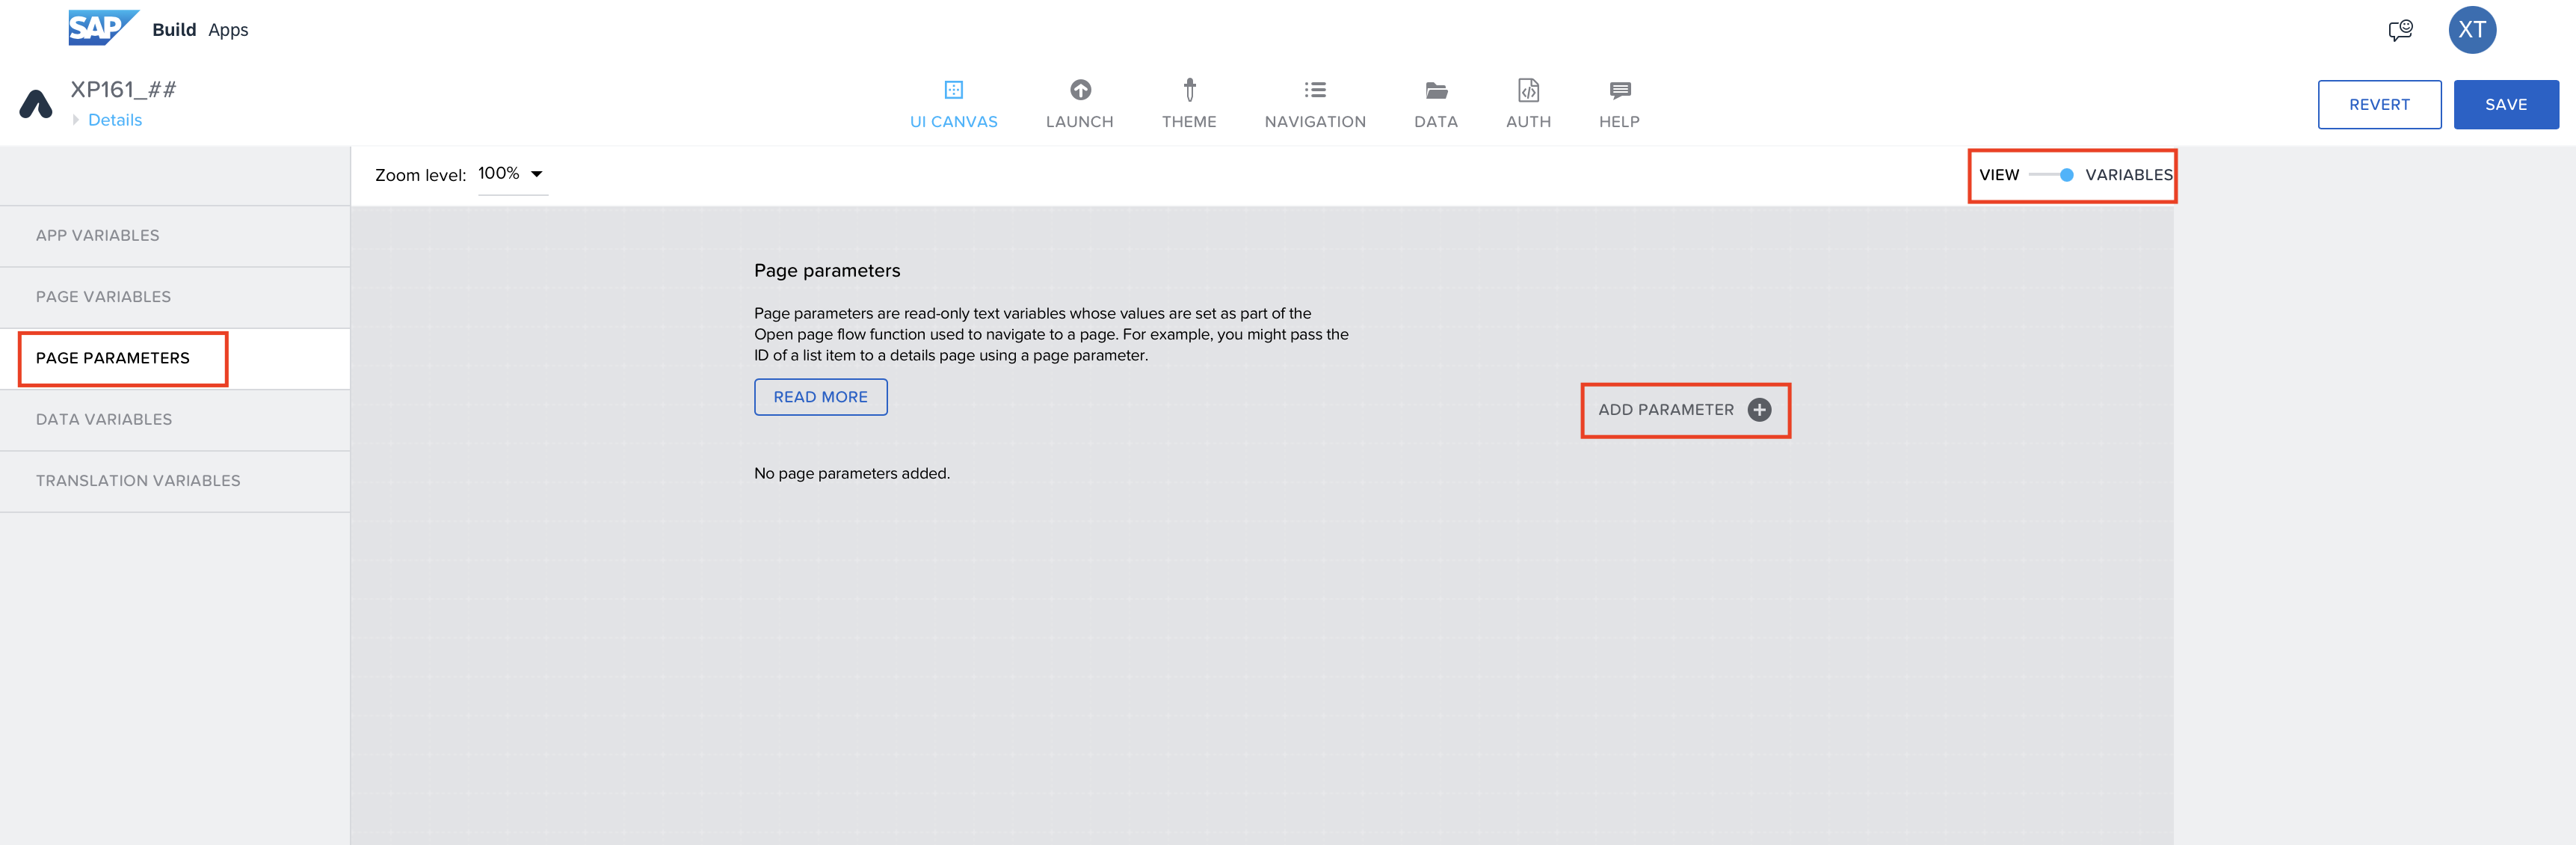 SAP Build Apps
XT
XP161_##
Details
UI CANVAS
LAUNCH
THEME
NAVIGATION
DATA
AUTH
HELP
REVERT
SAVE
Zoom level: 100%
VIEW VARIABLES
APP VARIABLES
PAGE VARIABLES
PAGE PARAMETERS
DATA VARIABLES
TRANSLATION VARIABLES
Page parameters
Page parameters are read-only text variables whose values are set as part of the
Open page flow function used to navigate to a page. For example, you might pass the
ID of a list item to a details page using a page parameter.
READ MORE
ADD PARAMETER
No page parameters added.